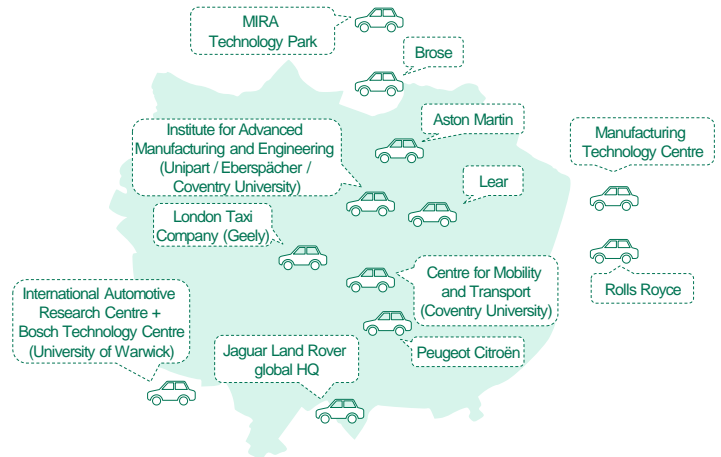 MIRA
Technology Park
Brose
Aston Martin
Institute for Advanced
Manufacturing and Engineering
(Unipart / Eberspächer /
Coventry University)
Manufacturing
Technology Centre
Lear
London Taxi
Company (Geely)
Centre for Mobility
and Transport
(Coventry University)
Rolls Royce
International Automotive
Research Centre +
Bosch Technology Centre
(University of Warwick)
Jaguar Land Rover
global HQ
Peugeot Citroën